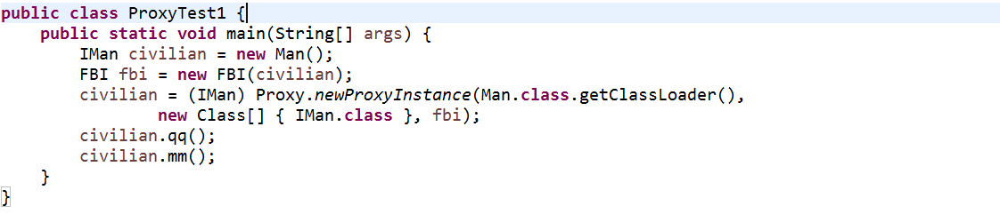 public class ProxyTest1 {
    public static void main(String[] args) {
        IMan civilian = new Man();
        FBI fbi = new FBI(civilian);
        civilian = (IMan) Proxy.newProxyInstance(Man.class.getClassLoader(),
                new Class[] { IMan.class }, fbi);
        civilian.qq();
        civilian.mm();
    }
}